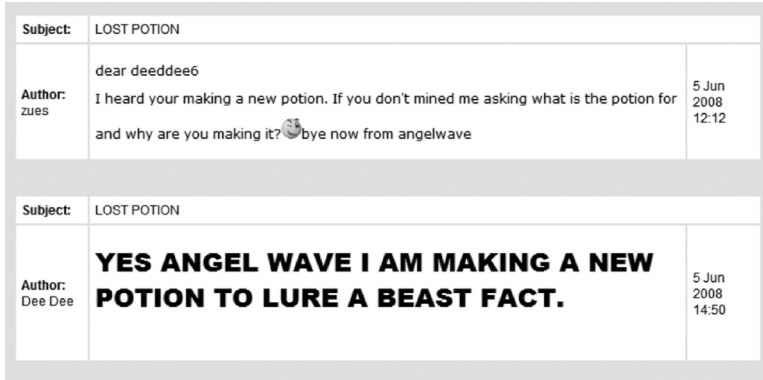 Subject: LOST POTION
Author:
zues
dear deeddee6
I heard your making a new potion. If you don't mined me asking what is the potion for
and why are you making it? bye now from angelwave
5 Jun
2008
12:12
Subject: LOST POTION
Author:
Dee Dee
YES ANGEL WAVE I AM MAKING A NEW
POTION TO LURE A BEAST FACT.
5 Jun
2008
14:50